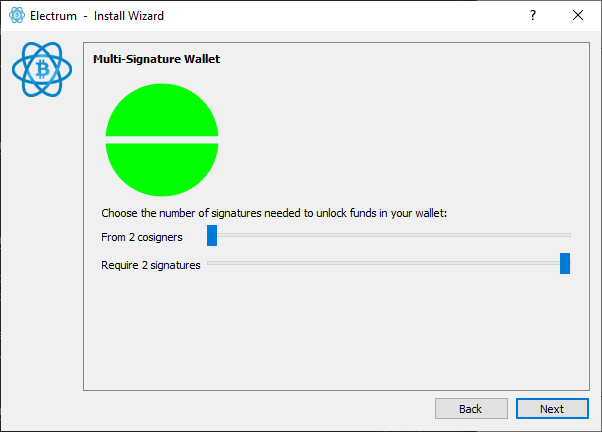 Electrum - Install Wizard
Multi-Signature Wallet
Choose the number of signatures needed to unlock funds in your wallet:
From 2 cosigners
Require 2 signatures
Back Next